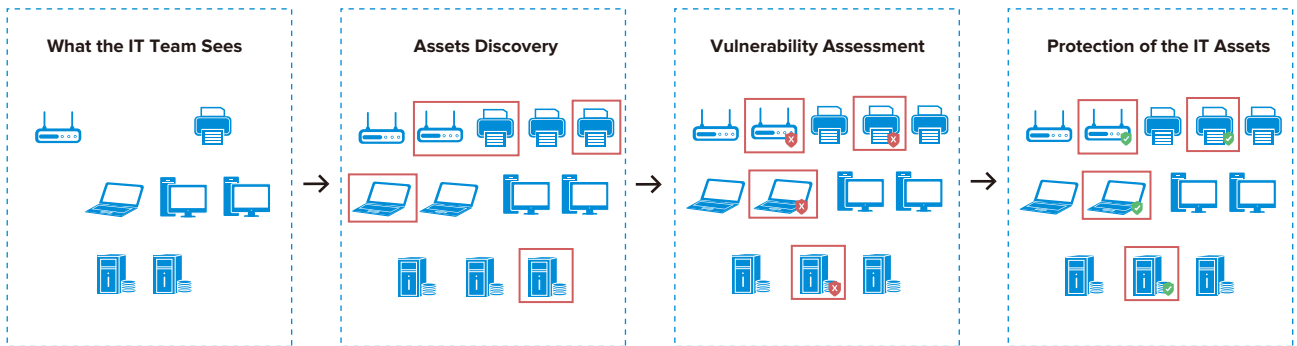 What the IT Team Sees
Assets Discovery
Vulnerability Assessment
Protection of the IT Assets